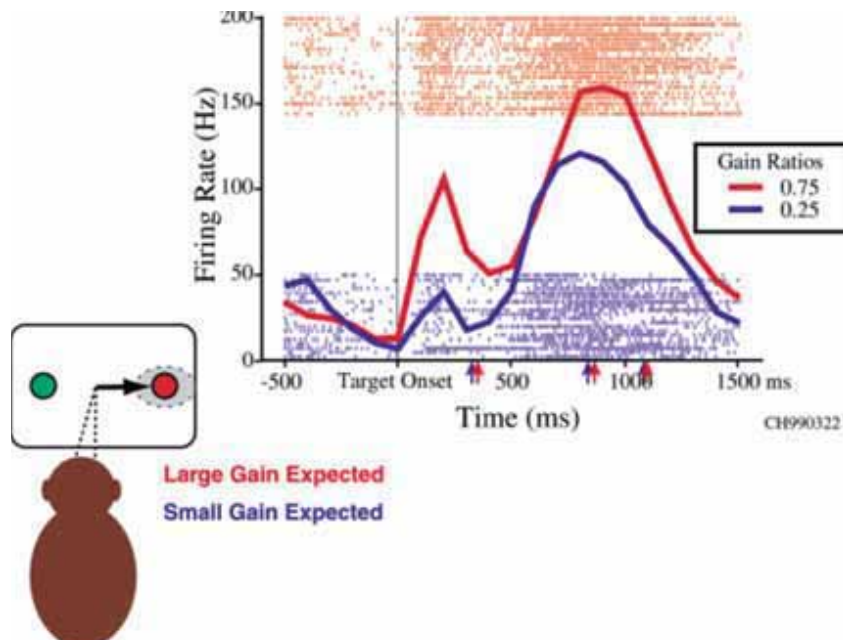 200
150
100
50
0
Firing Rate (Hz)
Gain Ratios
0.75
0.25
-500 Target Onset 500 1000 1500 ms
Time (ms)
CH990322
Large Gain Expected
Small Gain Expected